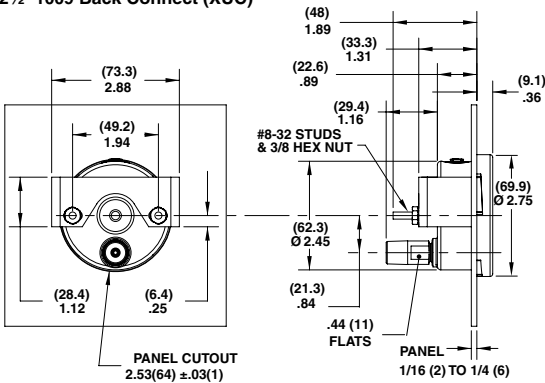 2½" 1009 Back Connect (XUC)
(48)
1.89
(73.3)
2.88
(33.3)
1.31
(22.6)
.89
(9.1)
.36
(49.2)
1.94
(29.4)
1.16
#8-32 STUDS
& 3/8 HEX NUT
(69.9)
Ø 2.75
(62.3)
Ø 2.45
(28.4)
1.12
(6.4)
.25
(21.3)
.84
.44 (11)
FLATS
PANEL CUTOUT
2.53(64) ±.03(1)
PANEL
1/16 (2) TO 1/4 (6)